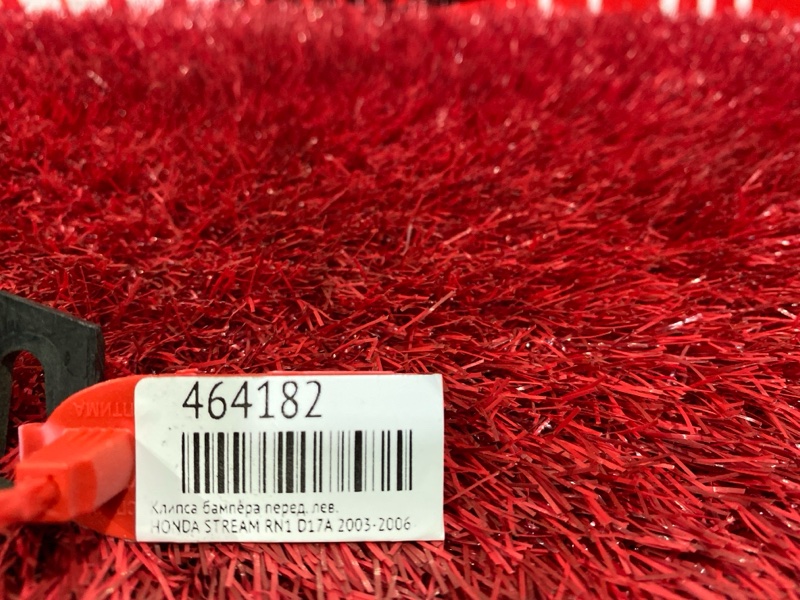 464182
Клипса бампера перед. лев.
HONDA STREAM RN1 D17A 2003-2006